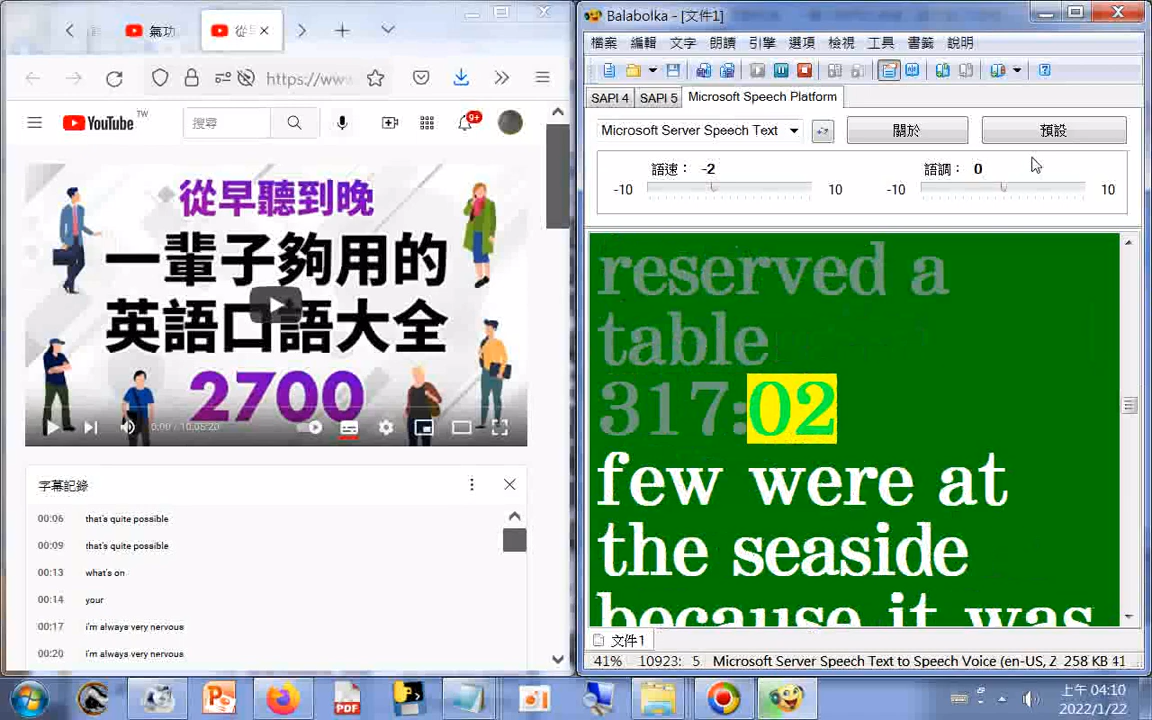 氣功
從
https://www
YouTube TW
搜尋
9+
從早聽到晚
一輩子夠用的
英語口語大全
2700
0:00 / 10:05:20
字幕記錄
00:06 that's quite possible
00:09 that's quite possible
00:13 what's on
00:14 your
00:17 i'm always very nervous
00:20 i'm always very nervous
Balabolka - [文件1]
檔案 編輯 文字 朗讀 引擎 選項 檢視 工具 書籤 說明
SAPI 4 SAPI 5 Microsoft Speech Platform
Microsoft Server Speech Text 關於 預設
語速： -2 語調： 0
-10 10 -10 10
reserved a
table
317:02
few were at
the seaside
because it was
文件1
41% 10923: 5 Microsoft Server Speech Text to Speech Voice (en-US, Z 258 KB 41
PDF
上午 04:10
2022/1/22